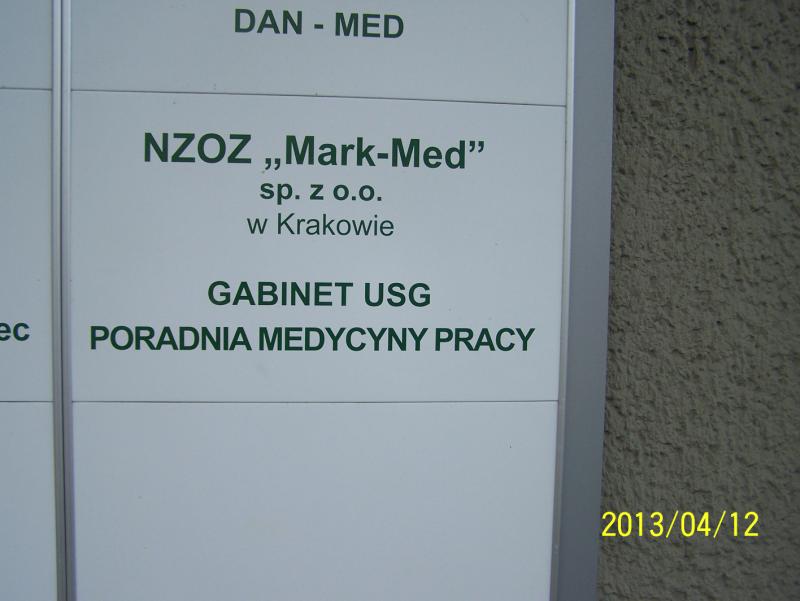 DAN - MED
NZOZ „Mark-Med”
sp. z o.o.
w Krakowie
GABINET USG
PORADNIA MEDYCYNY PRACY
ec
2013/04/12